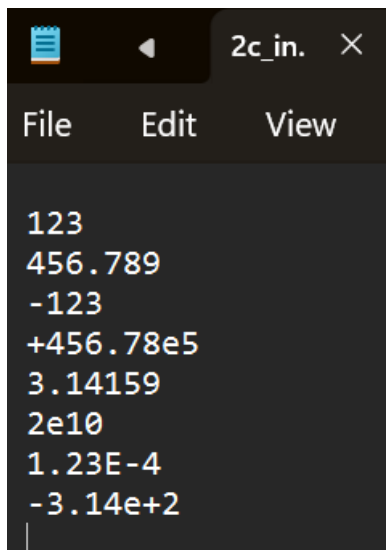 2c_in.
File Edit View
123
456.789
-123
+456.78e5
3.14159
2e10
1.23E-4
-3.14e+2